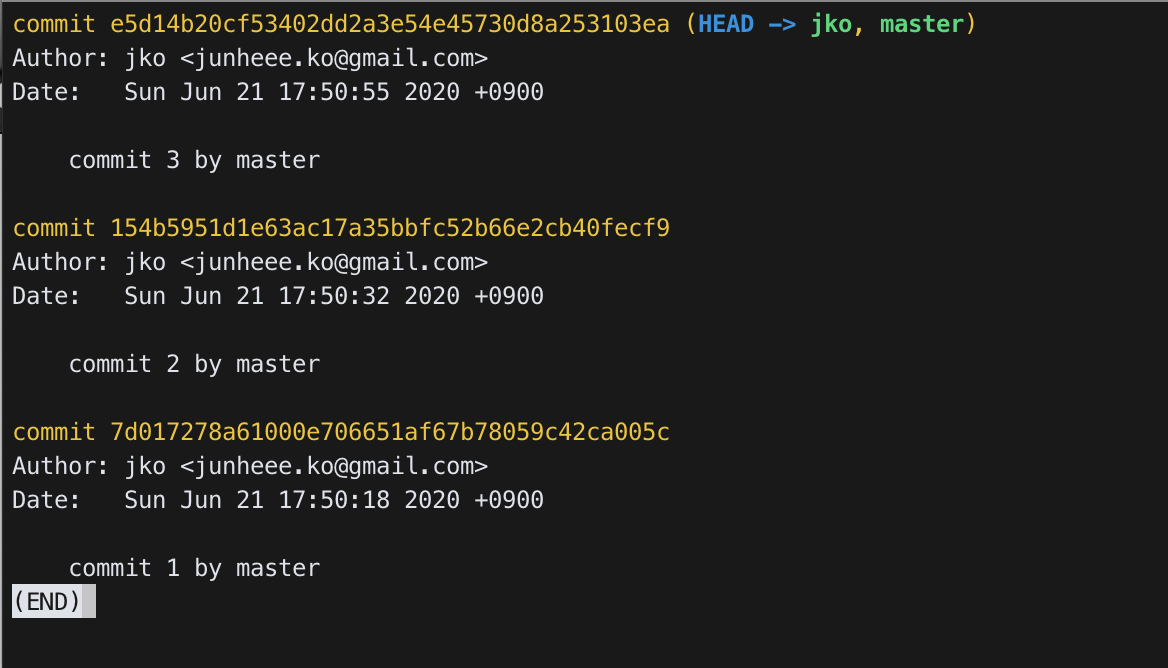 commit e5d14b20cf53402dd2a3e54e45730d8a253103ea (HEAD -> jko, master)
Author: jko <junheee.ko@gmail.com>
Date:   Sun Jun 21 17:50:55 2020 +0900

    commit 3 by master

commit 154b5951d1e63ac17a35bbfc52b66e2cb40fecf9
Author: jko <junheee.ko@gmail.com>
Date:   Sun Jun 21 17:50:32 2020 +0900

    commit 2 by master

commit 7d017278a61000e706651af67b78059c42ca005c
Author: jko <junheee.ko@gmail.com>
Date:   Sun Jun 21 17:50:18 2020 +0900

    commit 1 by master
(END)